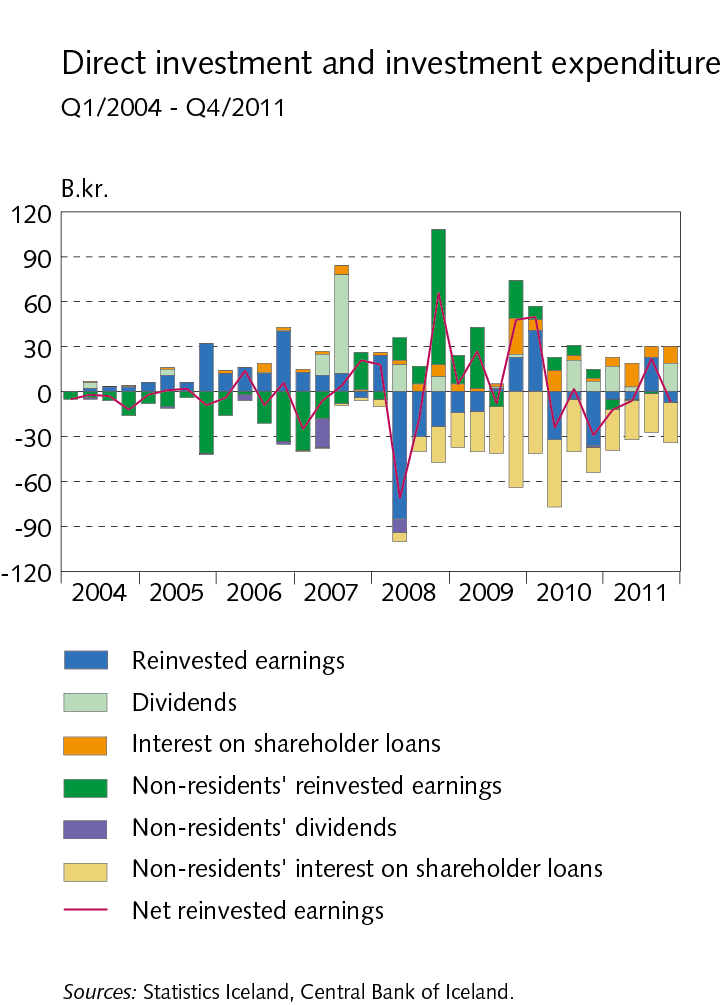 Direct investment and investment expenditure
Q1/2004 - Q4/2011
B.kr.
120
90
60
30
0
-30
-60
-90
-120
2004 2005 2006 2007 2008 2009 2010 2011
Reinvested earnings
Dividends
Interest on shareholder loans
Non-residents' reinvested earnings
Non-residents' dividends
Non-residents' interest on shareholder loans
Net reinvested earnings
Sources: Statistics Iceland, Central Bank of Iceland.